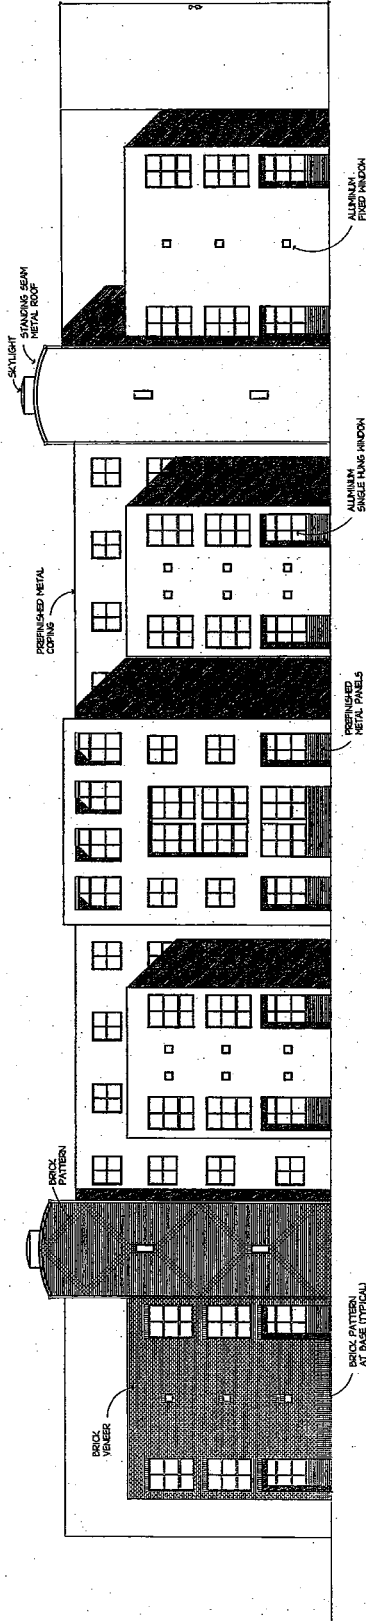 BRICK
VENEER
BRICK
PATTERN
BRICK PATTERN
AT BASE (TYPICAL)
PREFINISHED METAL
COPING
PREFINISHED
METAL PANELS
SKYLIGHT
STANDING SEAM
METAL ROOF
ALUMINUM
SINGLE HUNG WINDOW
ALUMINUM
FIXED WINDOW